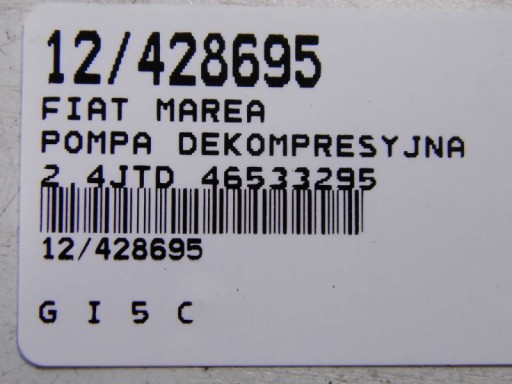 12/428695
FIAT MAREA
POMPA DEKOMPRESYJNA
2.4JTD 46533295
12/428695
G I 5 C